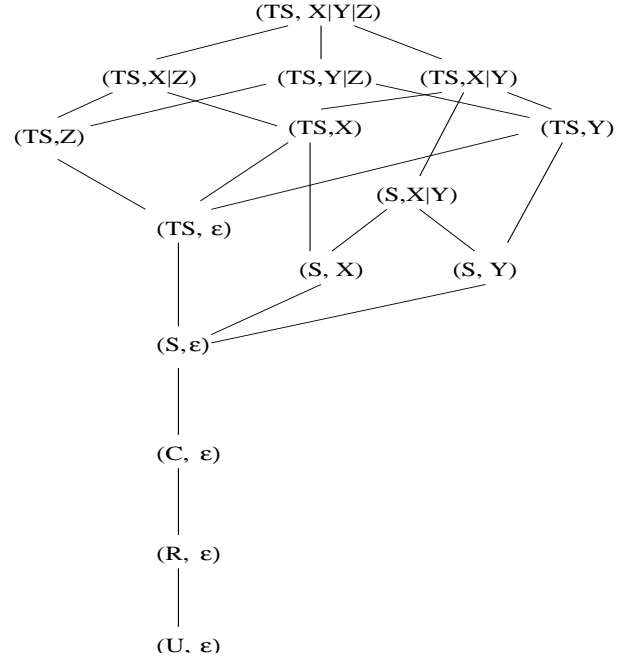 (TS, X|Y|Z)
(TS,X|Z) (TS,Y|Z) (TS,X|Y)
(TS,Z) (TS,X) (TS,Y)
(S,X|Y)
(TS, ε)
(S, X) (S, Y)
(S,ε)
(C, ε)
(R, ε)
(U, ε)